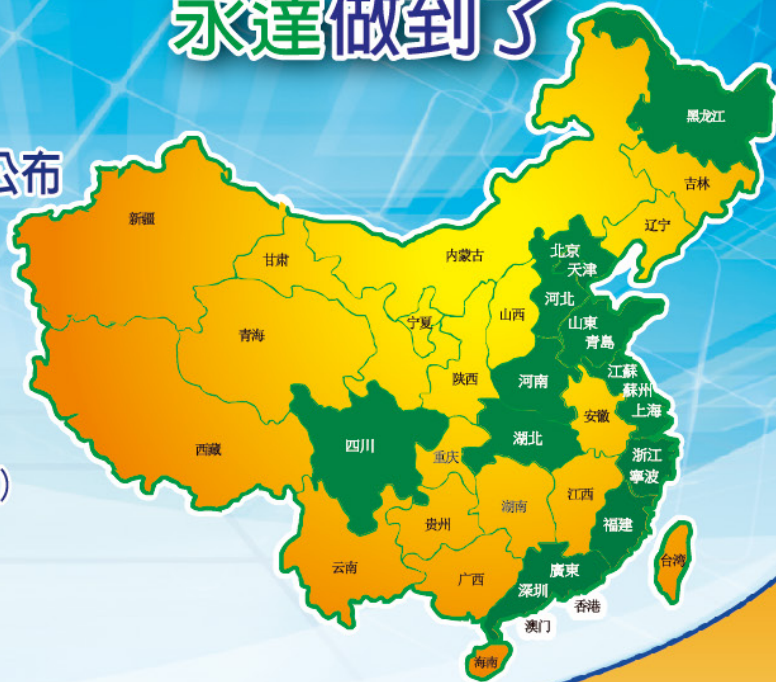 永達做到了
公布
黑龙江
吉林
辽宁
新疆
甘肃
内蒙古
北京
天津
河北
山西
宁夏
山東
青島
青海
陕西
河南
江蘇
蘇州
上海
安徽
四川
湖北
重庆
浙江
寧波
西藏
)
湖南
江西
贵州
福建
云南
广西
廣東
深圳
台湾
香港
澳门
海南